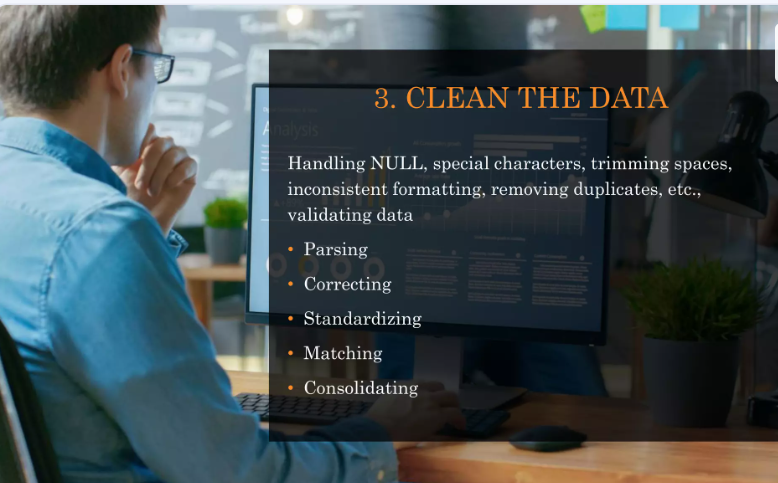 3. CLEAN THE DATA
Analysis
Handling NULL, special characters, trimming spaces,
inconsistent formatting, removing duplicates, etc.,
validating data
• Parsing
• Correcting
• Standardizing
• Matching
• Consolidating